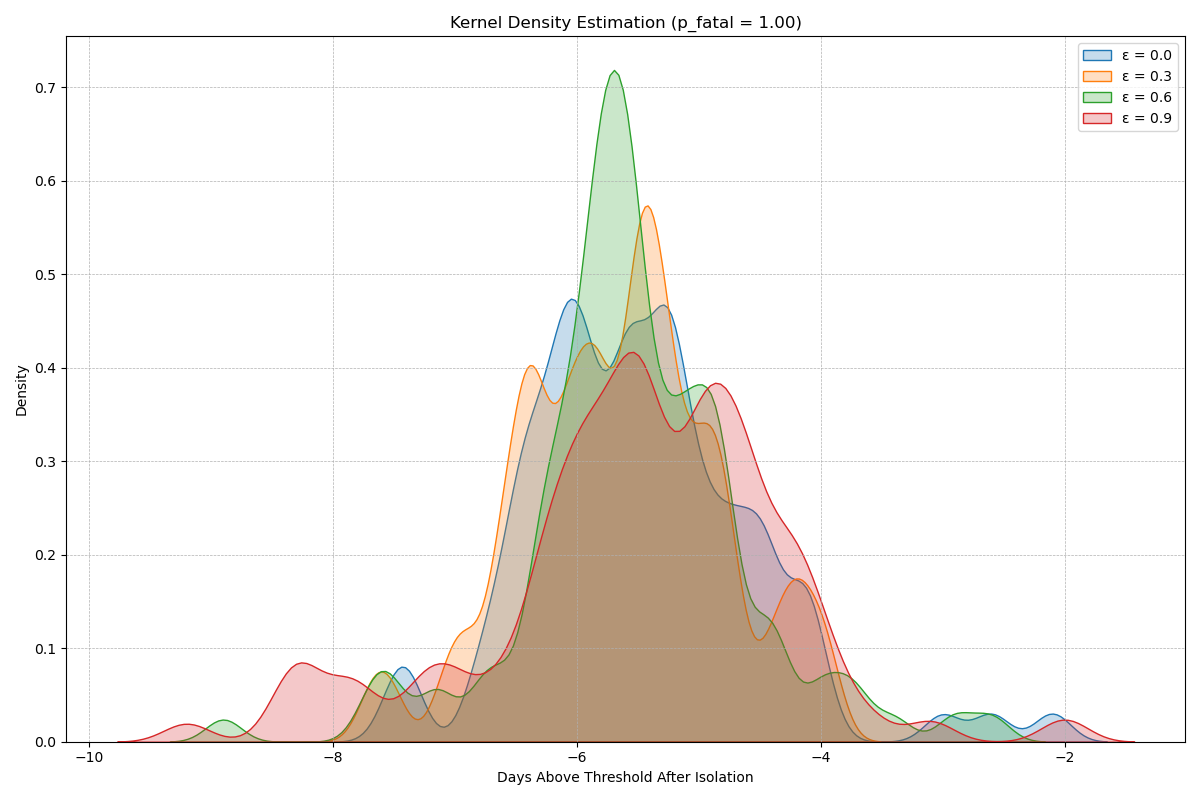 Kernel Density Estimation (p_fatal = 1.00)
ε = 0.0
ε = 0.3
ε = 0.6
ε = 0.9
Density
0.7
0.6
0.5
0.4
0.3
0.2
0.1
0.0
−10
−8
−6
−4
−2
Days Above Threshold After Isolation